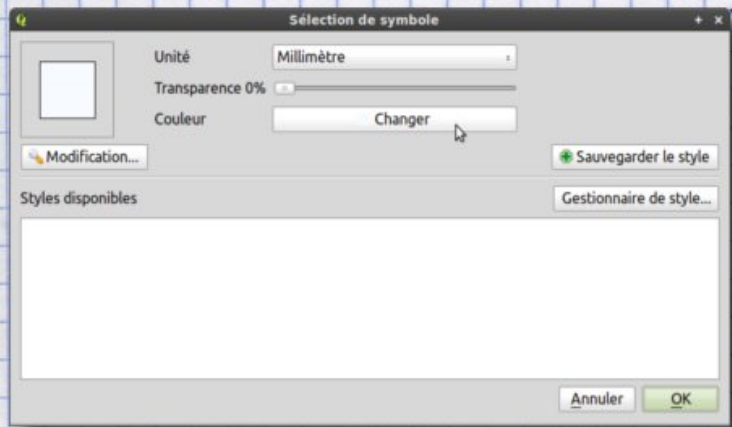 Sélection de symbole
Unité Millimètre
Transparence 0%
Couleur Changer
Modification... Sauvegarder le style
Styles disponibles Gestionnaire de style...
Annuler OK